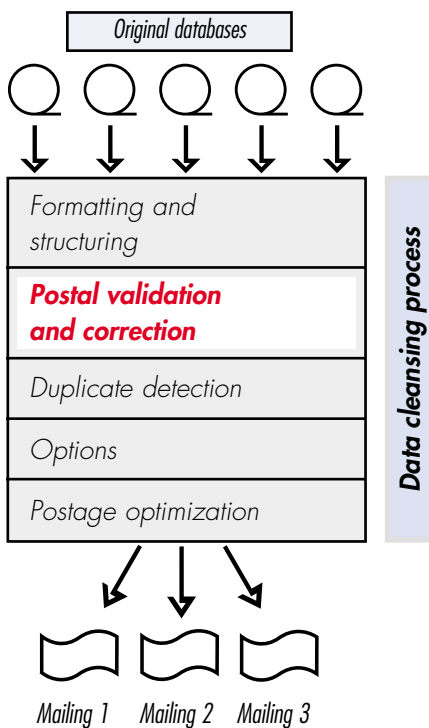 Original databases
Formatting and
structuring
Postal validation
and correction
Duplicate detection
Options
Postage optimization
Data cleansing process
Mailing 1
Mailing 2
Mailing 3